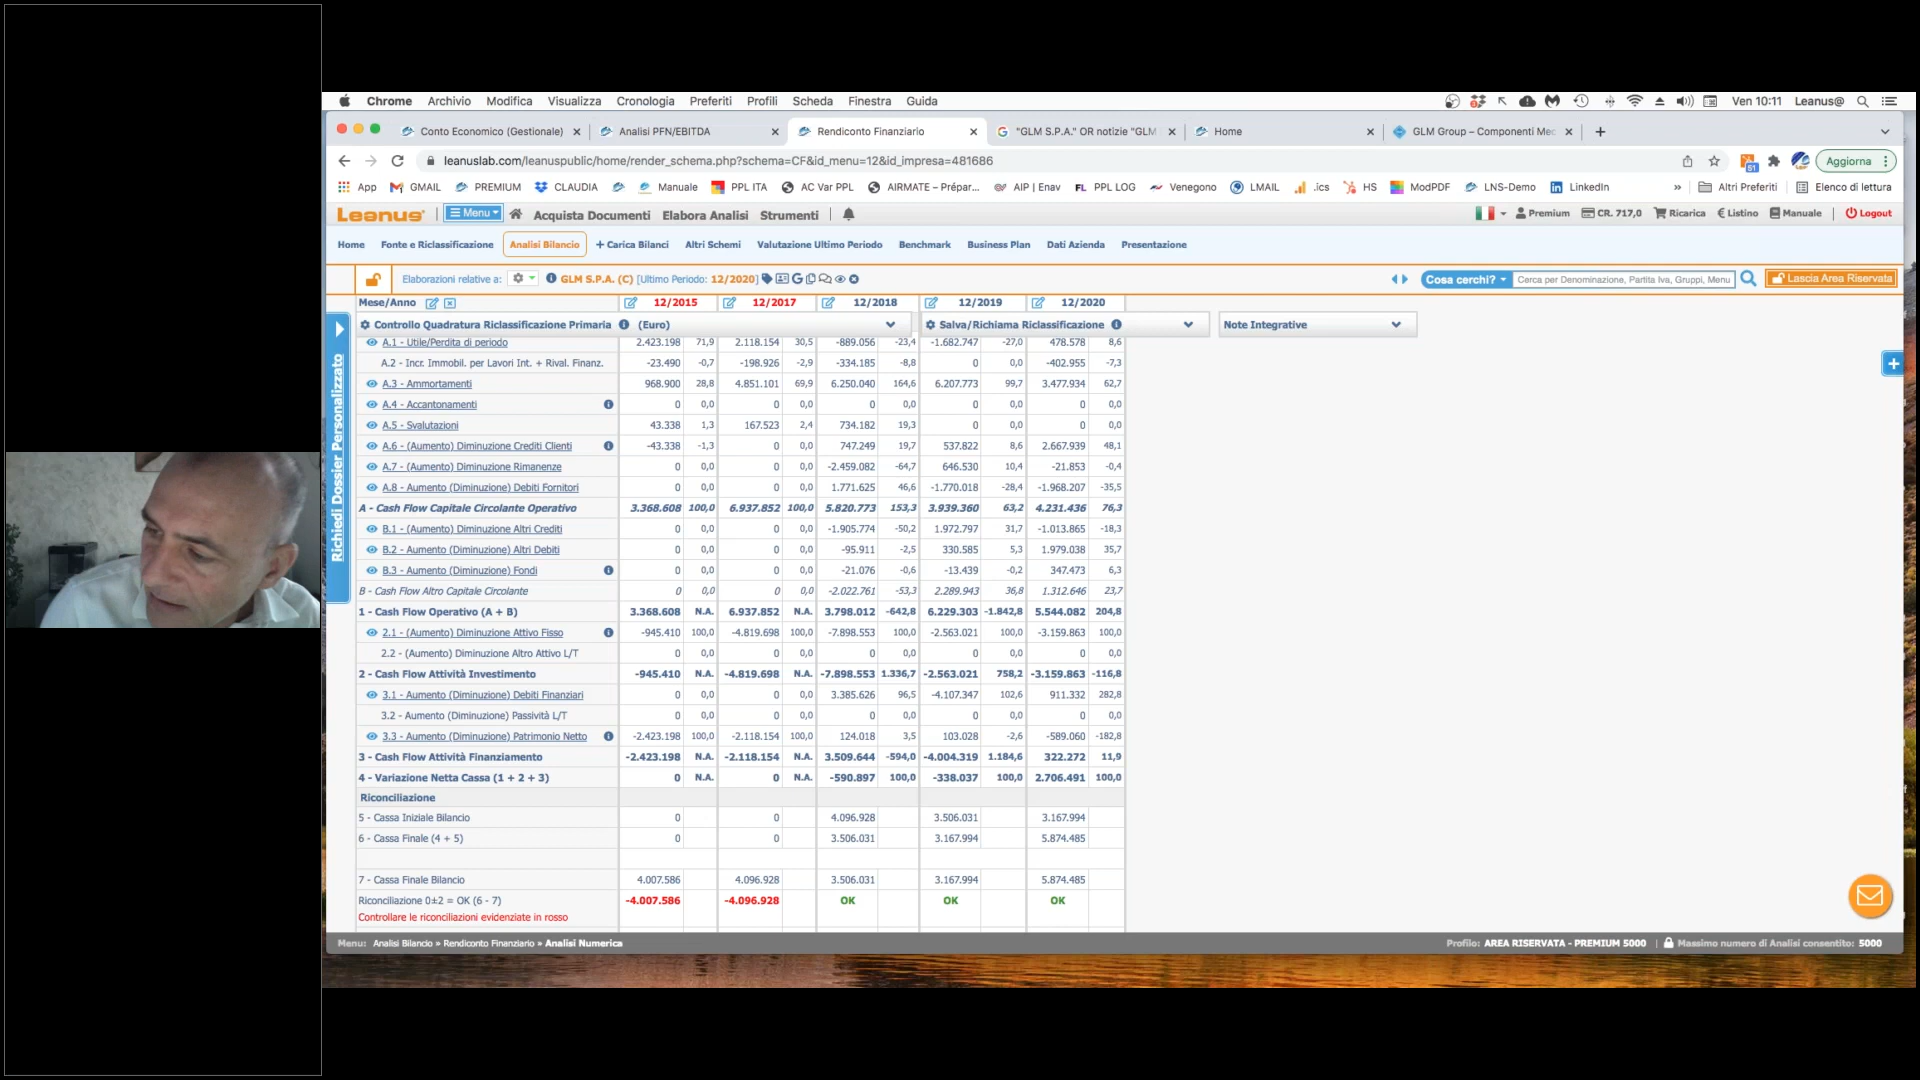 Chrome Archivio Modifica Visualizza Cronologia Preferiti Profili Scheda Finestra Guida Ven 10:11 Leanus@
Conto Economico (Gestionale) Analisi PFN/EBITDA Rendiconto Finanziario "GLM S.P.A." OR notizie "GLM Home GLM Group – Componenti Mec
leanuslab.com/leanuspublic/home/render_schema.php?schema=CF&id_menu=12&id_impresa=481686 Aggiorna
App GMAIL PREMIUM CLAUDIA Manuale PPL ITA AC Var PPL AIRMATE – Prépar... AIP | Enav FL PPL LOG Venegono LMAIL .ics HS ModPDF LNS-Demo LinkedIn » Altri Preferiti Elenco di lettura
Leanus Menu Acquista Documenti Elabora Analisi Strumenti Premium CR. 717,0 Ricarica €Listino Manuale Logout
Home Fonte e Riclassificazione Analisi Bilancio + Carica Bilanci Altri Schemi Valutazione Ultimo Periodo Benchmark Business Plan Dati Azienda Presentazione
Elaborazioni relative a: GLM S.P.A. (C) [Ultimo Periodo: 12/2020] Cosa cerchi? Cerca per Denominazione, Partita Iva, Gruppi, Menu Lascia Area Riservata
Mese/Anno 12/2015 12/2017 12/2018 12/2019 12/2020
Controllo Quadratura Riclassificazione Primaria (Euro) Salva/Richiama Riclassificazione Note Integrative
A.1 - Utile/Perdita di periodo 2.423.198 71,9 2.118.154 30,5 -889.056 -23,4 -1.682.747 -27,0 478.578 8,6
A.2 - Incr. Immobil. per Lavori Int. + Rival. Finanz. -23.490 -0,7 -198.926 -2,9 -334.185 -8,8 0 0,0 -402.955 -7,3
A.3 - Ammortamenti 968.900 28,8 4.851.101 69,9 6.250.040 164,6 6.207.773 99,7 3.477.934 62,7
A.4 - Accantonamenti 0 0,0 0 0,0 0 0,0 0 0,0 0 0,0
A.5 - Svalutazioni 43.338 1,3 167.523 2,4 734.182 19,3 0 0,0 0 0,0
A.6 - (Aumento) Diminuzione Crediti Clienti -43.338 -1,3 0 0,0 747.249 19,7 537.822 8,6 2.667.939 48,1
A.7 - (Aumento) Diminuzione Rimanenze 0 0,0 0 0,0 -2.459.082 -64,7 646.530 10,4 -21.853 -0,4
A.8 - Aumento (Diminuzione) Debiti Fornitori 0 0,0 0 0,0 1.771.625 46,6 -1.770.018 -28,4 -1.968.207 -35,5
A - Cash Flow Capitale Circolante Operativo 3.368.608 100,0 6.937.852 100,0 5.820.773 153,3 3.939.360 63,2 4.231.436 76,3
B.1 - (Aumento) Diminuzione Altri Crediti 0 0,0 0 0,0 -1.905.774 -50,2 1.972.797 31,7 -1.013.865 -18,3
B.2 - Aumento (Diminuzione) Altri Debiti 0 0,0 0 0,0 -95.911 -2,5 330.585 5,3 1.979.038 35,7
B.3 - Aumento (Diminuzione) Fondi 0 0,0 0 0,0 -21.076 -0,6 -13.439 -0,2 347.473 6,3
B - Cash Flow Altro Capitale Circolante 0 0,0 0 0,0 -2.022.761 -53,3 2.289.943 36,8 1.312.646 23,7
1 - Cash Flow Operativo (A + B) 3.368.608 N.A. 6.937.852 N.A. 3.798.012 -642,8 6.229.303 -1.842,8 5.544.082 204,8
2.1 - (Aumento) Diminuzione Attivo Fisso -945.410 100,0 -4.819.698 100,0 -7.898.553 100,0 -2.563.021 100,0 -3.159.863 100,0
2.2 - (Aumento) Diminuzione Altro Attivo L/T 0 0,0 0 0,0 0 0,0 0 0,0 0 0,0
2 - Cash Flow Attività Investimento -945.410 N.A. -4.819.698 N.A. -7.898.553 1.336,7 -2.563.021 758,2 -3.159.863 -116,8
3.1 - Aumento (Diminuzione) Debiti Finanziari 0 0,0 0 0,0 3.385.626 96,5 -4.107.347 102,6 911.332 282,8
3.2 - Aumento (Diminuzione) Passività L/T 0 0,0 0 0,0 0 0,0 0 0,0 0 0,0
3.3 - Aumento (Diminuzione) Patrimonio Netto -2.423.198 100,0 -2.118.154 100,0 124.018 3,5 103.028 -2,6 -589.060 -182,8
3 - Cash Flow Attività Finanziamento -2.423.198 N.A. -2.118.154 N.A. 3.509.644 -594,0 -4.004.319 1.184,6 322.272 11,9
4 - Variazione Netta Cassa (1 + 2 + 3) 0 N.A. 0 N.A. -590.897 100,0 -338.037 100,0 2.706.491 100,0
Riconciliazione
5 - Cassa Iniziale Bilancio 0 0 4.096.928 3.506.031 3.167.994
6 - Cassa Finale (4 + 5) 0 0 3.506.031 3.167.994 5.874.485
7 - Cassa Finale Bilancio 4.007.586 4.096.928 3.506.031 3.167.994 5.874.485
Riconciliazione 0±2 = OK (6 - 7) -4.007.586 -4.096.928 OK OK OK
Controllare le riconciliazioni evidenziate in rosso
Richiedi Dossier Personalizzato
Menu: Analisi Bilancio » Rendiconto Finanziario » Analisi Numerica Profilo: AREA RISERVATA - PREMIUM 5000 | Massimo numero di Analisi consentito: 5000